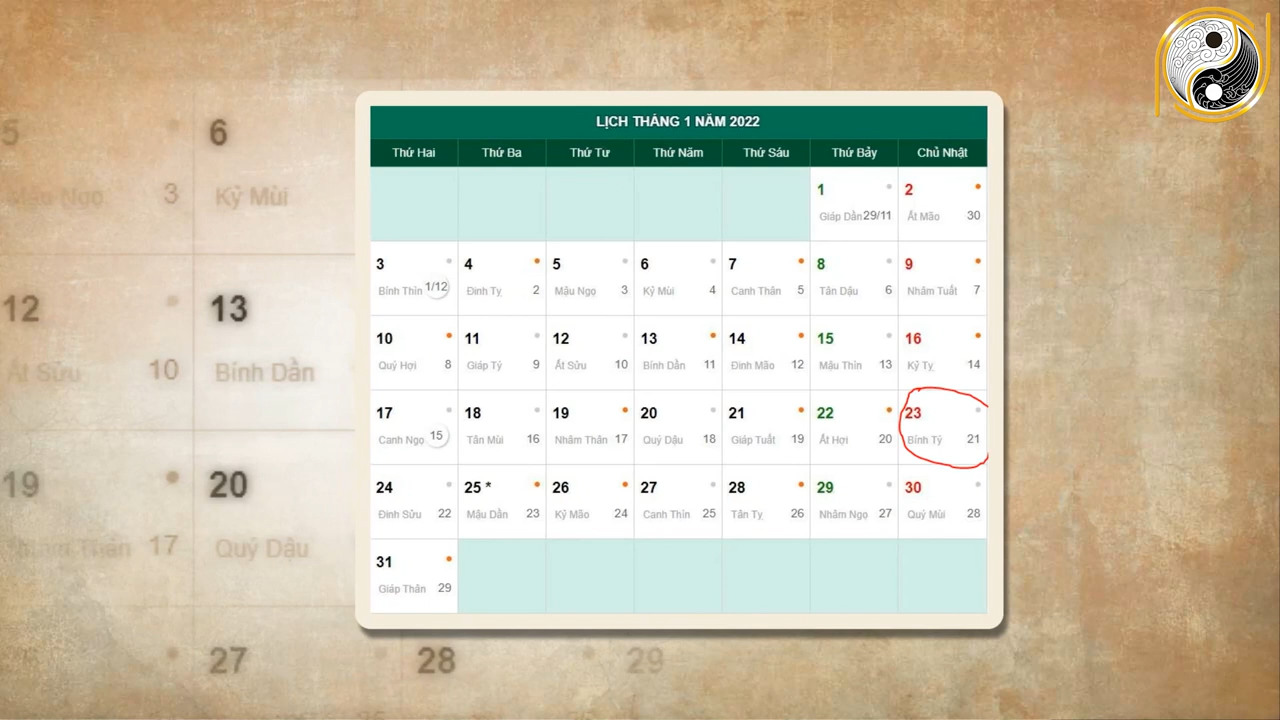 LỊCH THÁNG 1 NĂM 2022
Thứ Hai Thứ Ba Thứ Tư Thứ Năm Thứ Sáu Thứ Bảy Chủ Nhật
1 2
Giáp Dần 29/11 Ất Mão 30
3 4 5 6 7 8 9
Bính Thìn 1/12 Đinh Tỵ 2 Mậu Ngọ 3 Kỷ Mùi 4 Canh Thân 5 Tân Dậu 6 Nhâm Tuất 7
10 11 12 13 14 15 16
Quý Hợi 8 Giáp Tý 9 Ất Sửu 10 Bính Dần 11 Đinh Mão 12 Mậu Thìn 13 Kỷ Tỵ 14
17 18 19 20 21 22 23
Canh Ngọ 15 Tân Mùi 16 Nhâm Thân 17 Quý Dậu 18 Giáp Tuất 19 Ất Hợi 20 Bính Tý 21
24 25 * 26 27 28 29 30
Đinh Sửu 22 Mậu Dần 23 Kỷ Mão 24 Canh Thìn 25 Tân Tỵ 26 Nhâm Ngọ 27 Quý Mùi 28
31
Giáp Thân 29
5 6
Mậu Ngọ 3 Kỷ Mùi
12 13
Ất Sửu 10 Bính Dần
19 20
Nhâm Thân 17 Quý Dậu
27 28 29